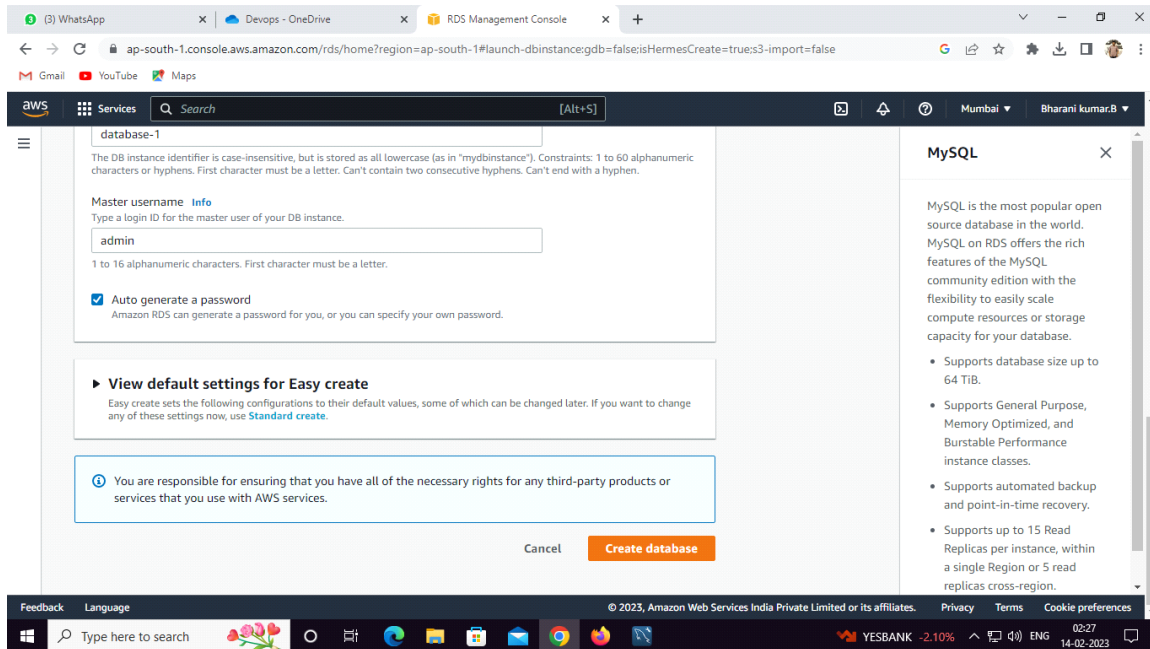 (3) WhatsApp
Devops - OneDrive
RDS Management Console
ap-south-1.console.aws.amazon.com/rds/home?region=ap-south-1#launch-dbinstance;gdb=false;isHermesCreate=true;s3-import=false
Gmail
YouTube
Maps
aws
Services
Search
[Alt+S]
Mumbai
Bharani kumar.B
database-1
The DB instance identifier is case-insensitive, but is stored as all lowercase (as in "mydbinstance"). Constraints: 1 to 60 alphanumeric
characters or hyphens. First character must be a letter. Can't contain two consecutive hyphens. Can't end with a hyphen.
Master username Info
Type a login ID for the master user of your DB instance.
admin
1 to 16 alphanumeric characters. First character must be a letter.
Auto generate a password
Amazon RDS can generate a password for you, or you can specify your own password.
View default settings for Easy create
Easy create sets the following configurations to their default values, some of which can be changed later. If you want to change
any of these settings now, use Standard create.
You are responsible for ensuring that you have all of the necessary rights for any third-party products or
services that you use with AWS services.
Cancel
Create database
MySQL
MySQL is the most popular open
source database in the world.
MySQL on RDS offers the rich
features of the MySQL
community edition with the
flexibility to easily scale
compute resources or storage
capacity for your database.
• Supports database size up to
64 TiB.
• Supports General Purpose,
Memory Optimized, and
Burstable Performance
instance classes.
• Supports automated backup
and point-in-time recovery.
• Supports up to 15 Read
Replicas per instance, within
a single Region or 5 read
replicas cross-region.
Feedback
Language
© 2023, Amazon Web Services India Private Limited or its affiliates.
Privacy
Terms
Cookie preferences
Type here to search
YESBANK -2.10%
ENG
02:27
14-02-2023